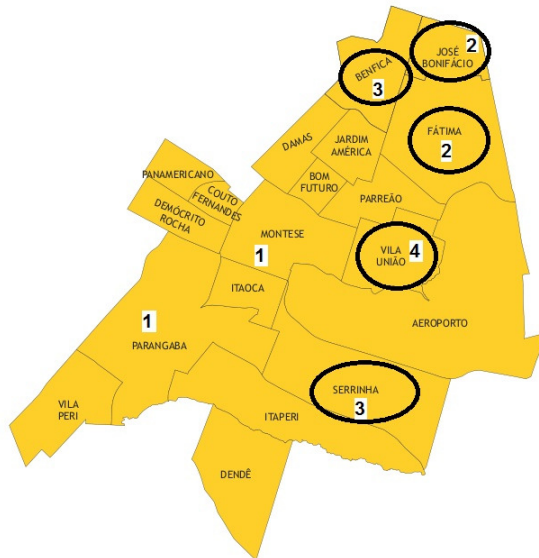 JOSÉ
BONIFÁCIO
2
BENFICA
3
FÁTIMA
2
DAMAS
JARDIM
AMÉRICA
PANAMERICANO
COUTO
FERNANDES
BOM
FUTURO
PARREÃO
DEMÓCRITO
ROCHA
MONTESE
1
VILA
UNIÃO
4
ITAOCA
AEROPORTO
1
PARANGABA
SERRINHA
3
VILA
PERI
ITAPERI
DENDÊ